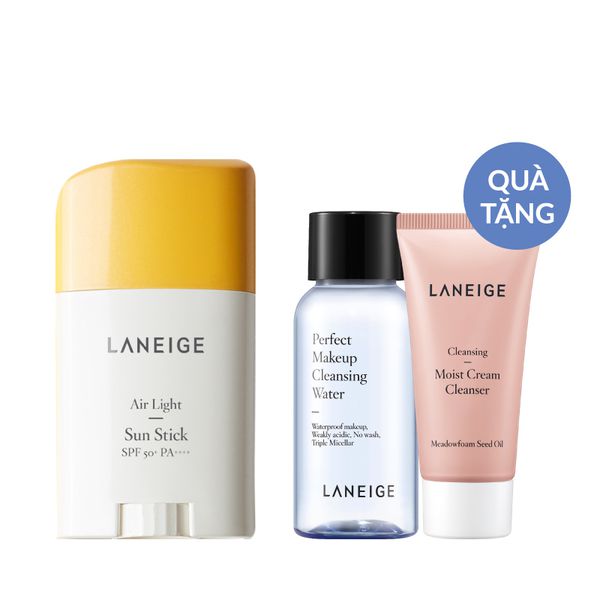 LANEIGE
Air Light
Sun Stick
SPF 50+ PA++++
Perfect
Makeup
Cleansing
Water
Waterproof makeup,
Weakly acidic, No wash,
Triple Micellar
LANEIGE
QUÀ
TẶNG
LANEIGE
Cleansing
Moist Cream
Cleanser
Meadowfoam Seed Oil